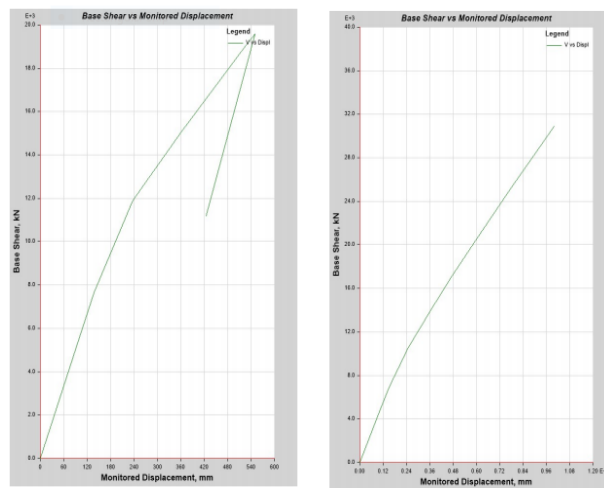 Base Shear vs Monitored Displacement
E+3
Legend
V vs Displ
20.0
18.0
16.0
14.0
12.0
10.0
8.0
6.0
4.0
2.0
0.0
Base Shear, kN
0 60 120 180 240 300 360 420 480 540 600
Monitored Displacement, mm
Base Shear vs Monitored Displacement
E+3
Legend
V vs Displ
40.0
36.0
32.0
28.0
24.0
20.0
16.0
12.0
8.0
4.0
0.0
Base Shear, kN
0.00 0.12 0.24 0.36 0.48 0.60 0.72 0.84 0.96 1.08 1.20
Monitored Displacement, mm